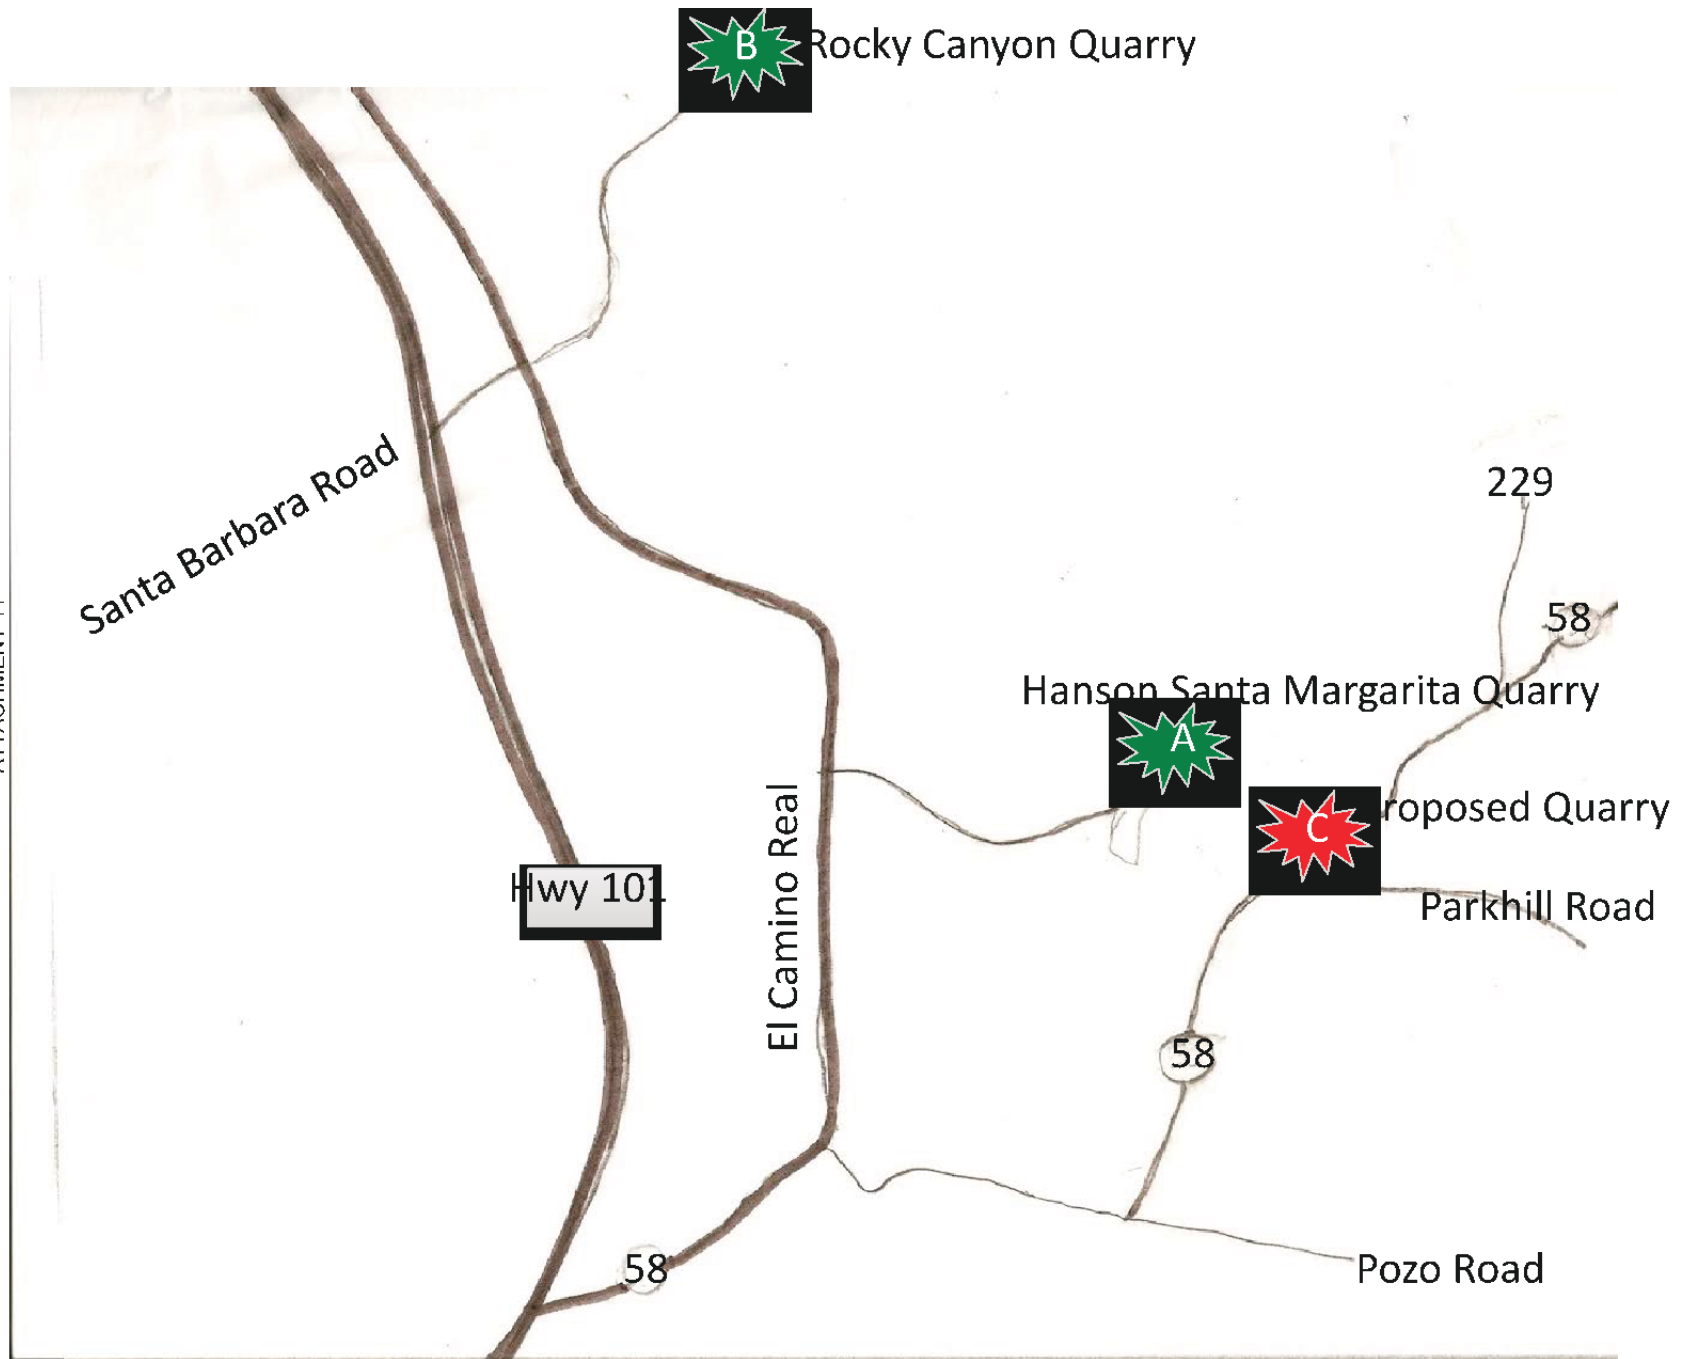 B
Rocky Canyon Quarry
Santa Barbara Road
229
58
Hanson Santa Margarita Quarry
A
C
roposed Quarry
Parkhill Road
Hwy 101
El Camino Real
58
58
Pozo Road